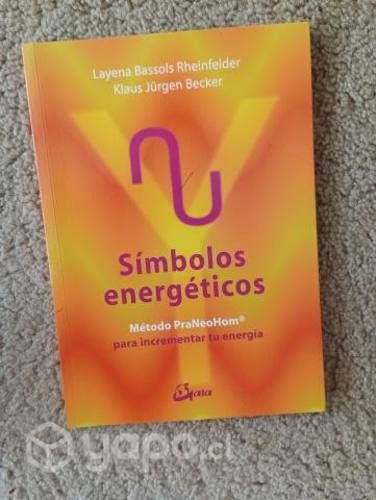 Layena Bassols Rheinfelder
Klaus Jürgen Becker
Símbolos
energéticos
Método PraNeoHom®
para incrementar tu energía
Gaia
yapo.cl